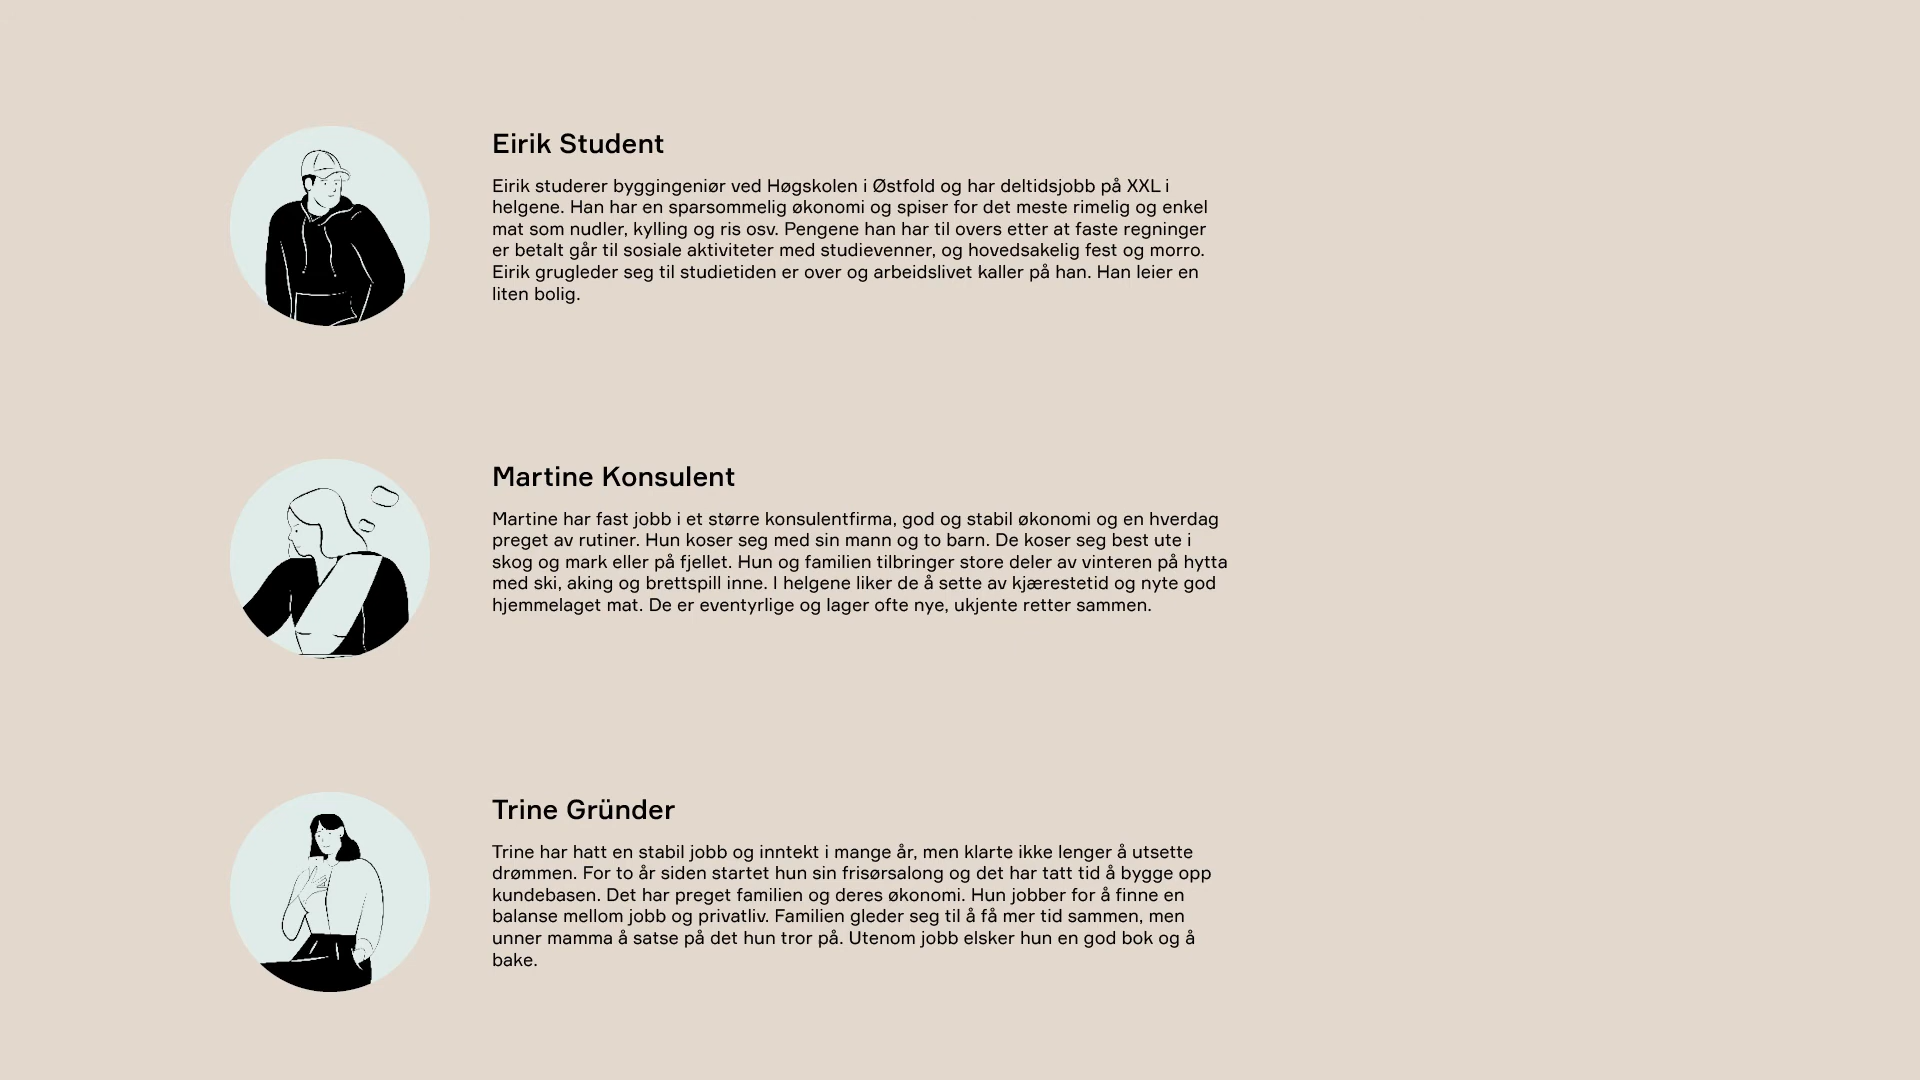 Eirik Student
Eirik studerer byggingeniør ved Høgskolen i Østfold og har deltidsjobb på XXL i
helgene. Han har en sparsommelig økonomi og spiser for det meste rimelig og enkel
mat som nudler, kylling og ris osv. Pengene han har til overs etter at faste regninger
er betalt går til sosiale aktiviteter med studievenner, og hovedsakelig fest og morro.
Eirik grugleder seg til studietiden er over og arbeidslivet kaller på han. Han leier en
liten bolig.
Martine Konsulent
Martine har fast jobb i et større konsulentfirma, god og stabil økonomi og en hverdag
preget av rutiner. Hun koser seg med sin mann og to barn. De koser seg best ute i
skog og mark eller på fjellet. Hun og familien tilbringer store deler av vinteren på hytta
med ski, aking og brettspill inne. I helgene liker de å sette av kjærestetid og nyte god
hjemmelaget mat. De er eventyrlige og lager ofte nye, ukjente retter sammen.
Trine Gründer
Trine har hatt en stabil jobb og inntekt i mange år, men klarte ikke lenger å utsette
drømmen. For to år siden startet hun sin frisørsalong og det har tatt tid å bygge opp
kundebasen. Det har preget familien og deres økonomi. Hun jobber for å finne en
balanse mellom jobb og privatliv. Familien gleder seg til å få mer tid sammen, men
unner mamma å satse på det hun tror på. Utenom jobb elsker hun en god bok og å
bake.